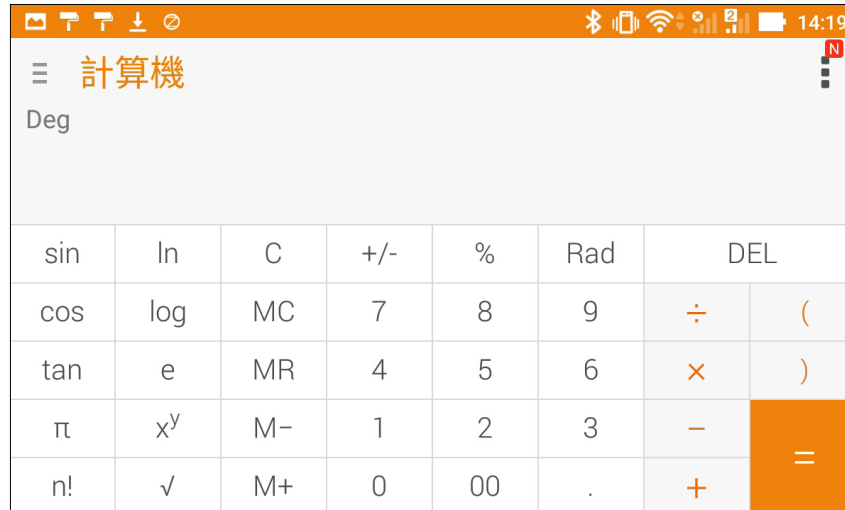 2 14:19
計算機 N
Deg
sin ln C +/- % Rad DEL
cos log MC 7 8 9 ÷ (
tan e MR 4 5 6 × )
π xʸ M− 1 2 3 −
n! √ M+ 0 00 . + =